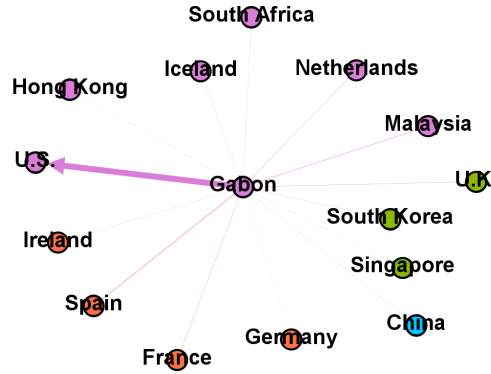 South Africa
Iceland
Netherlands
Hong Kong
Malaysia
U.S.
Gabon
U.K
South Korea
Ireland
Singapore
Spain
China
Germany
France